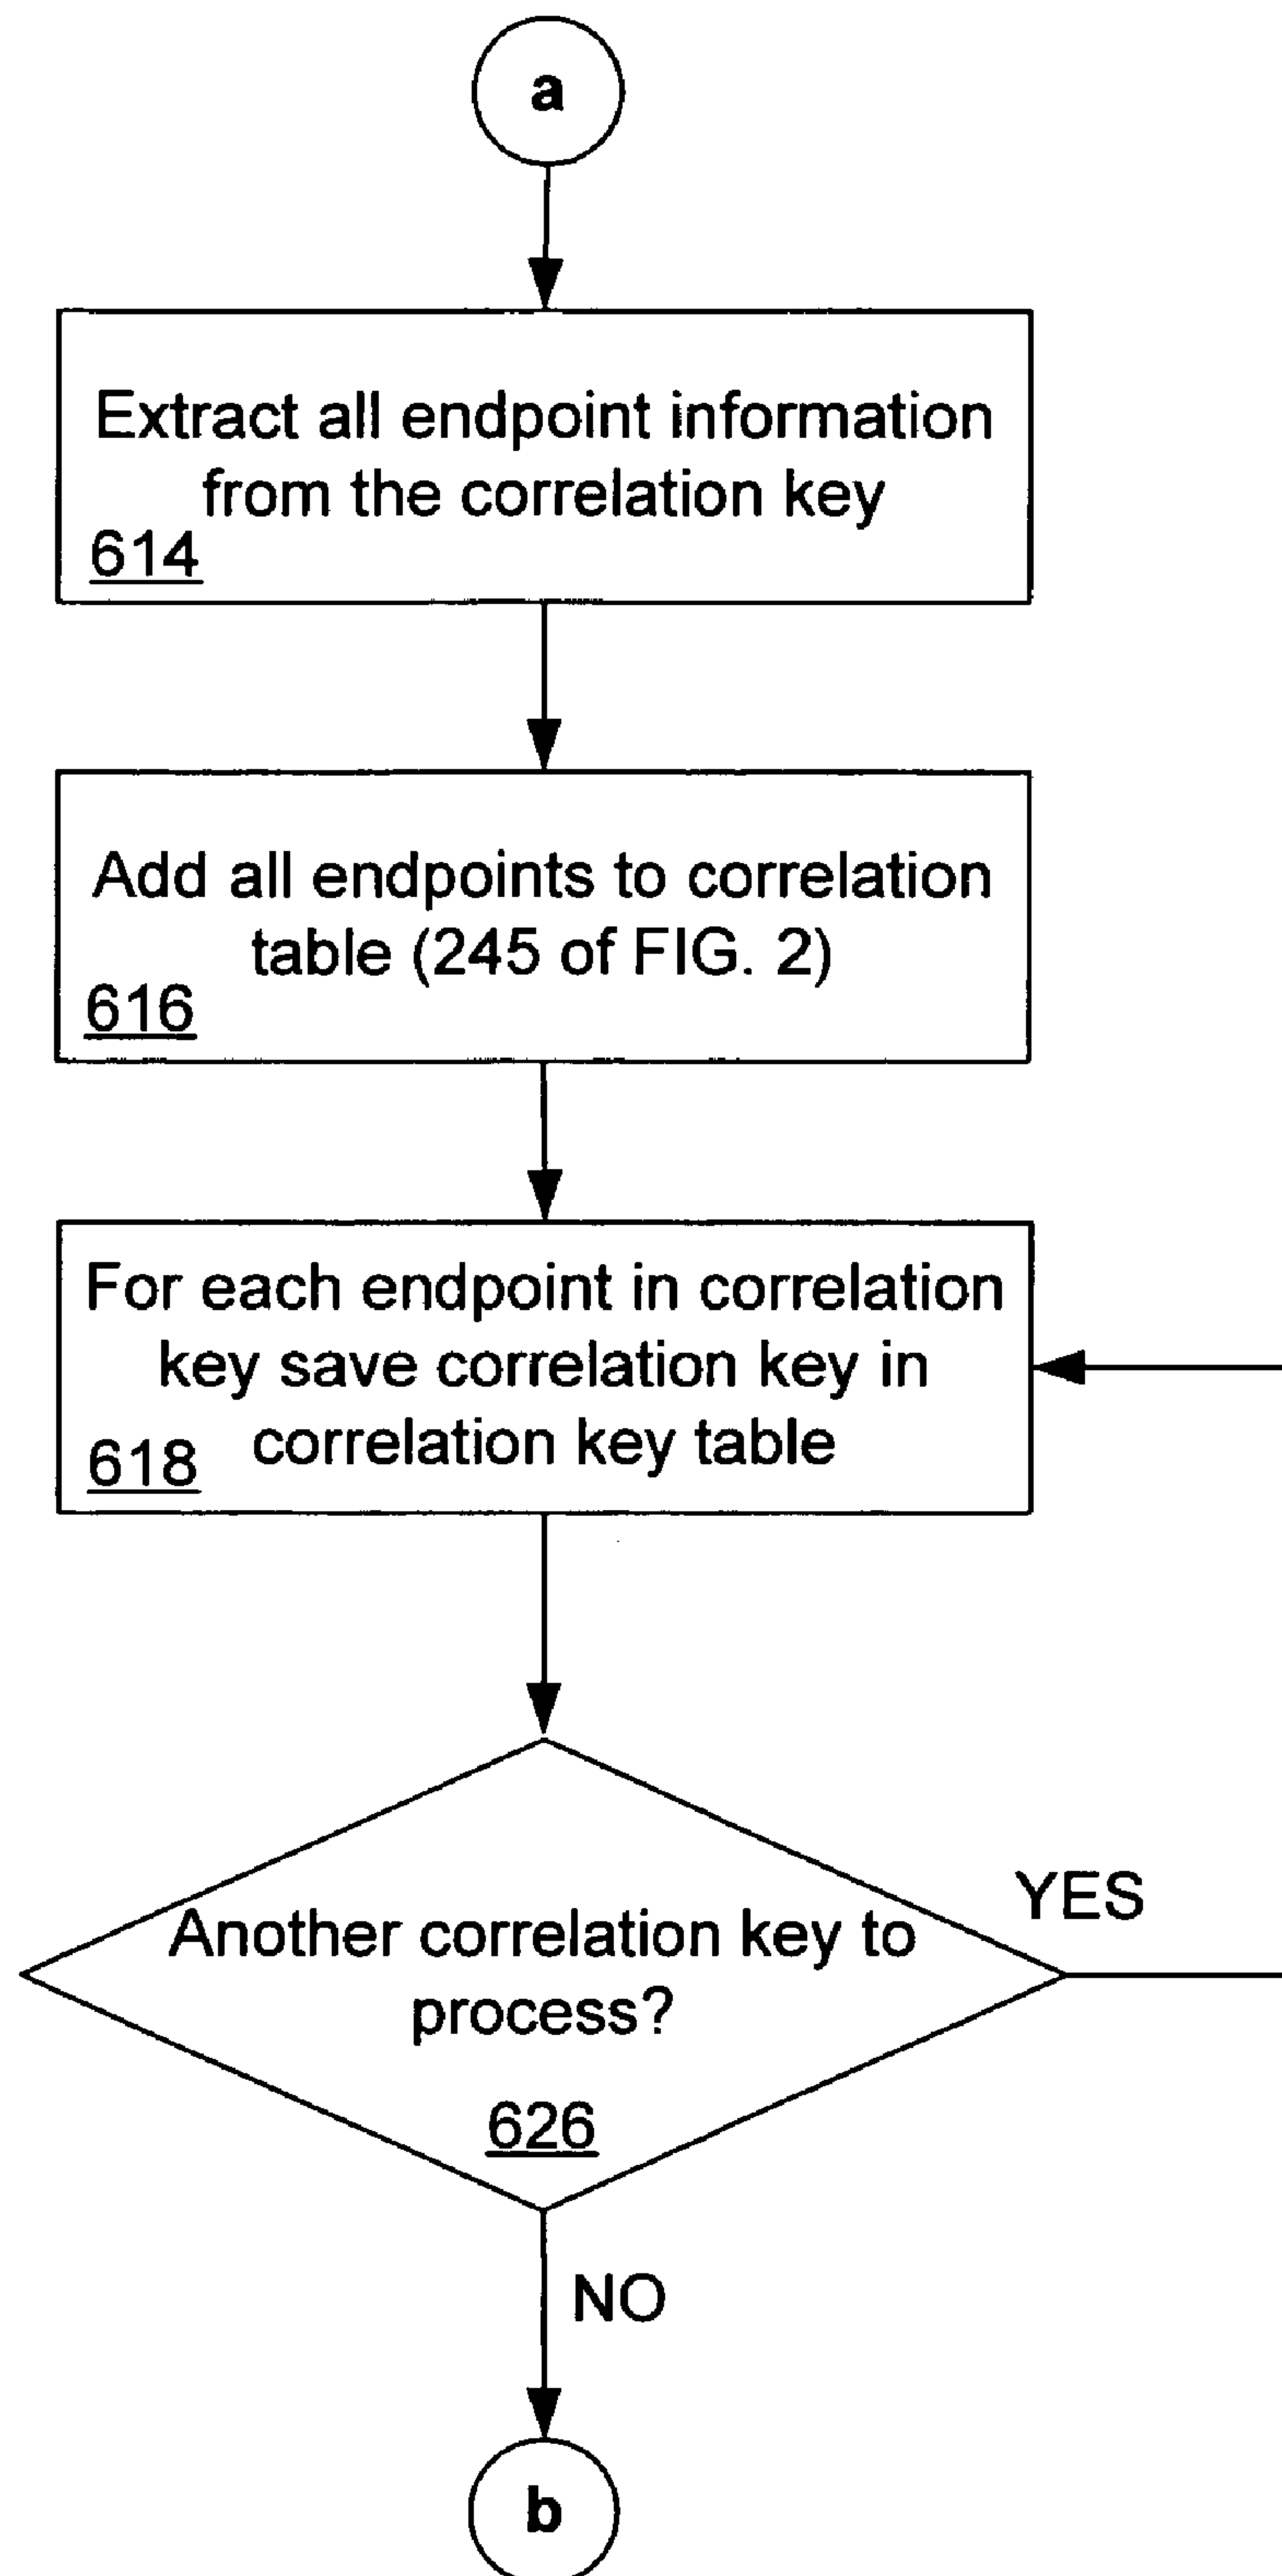 a
Extract all endpoint information
from the correlation key
614
Add all endpoints to correlation
table (245 of FIG. 2)
616
For each endpoint in correlation
key save correlation key in
correlation key table
618
Another correlation key to
process?
626
YES
NO
b